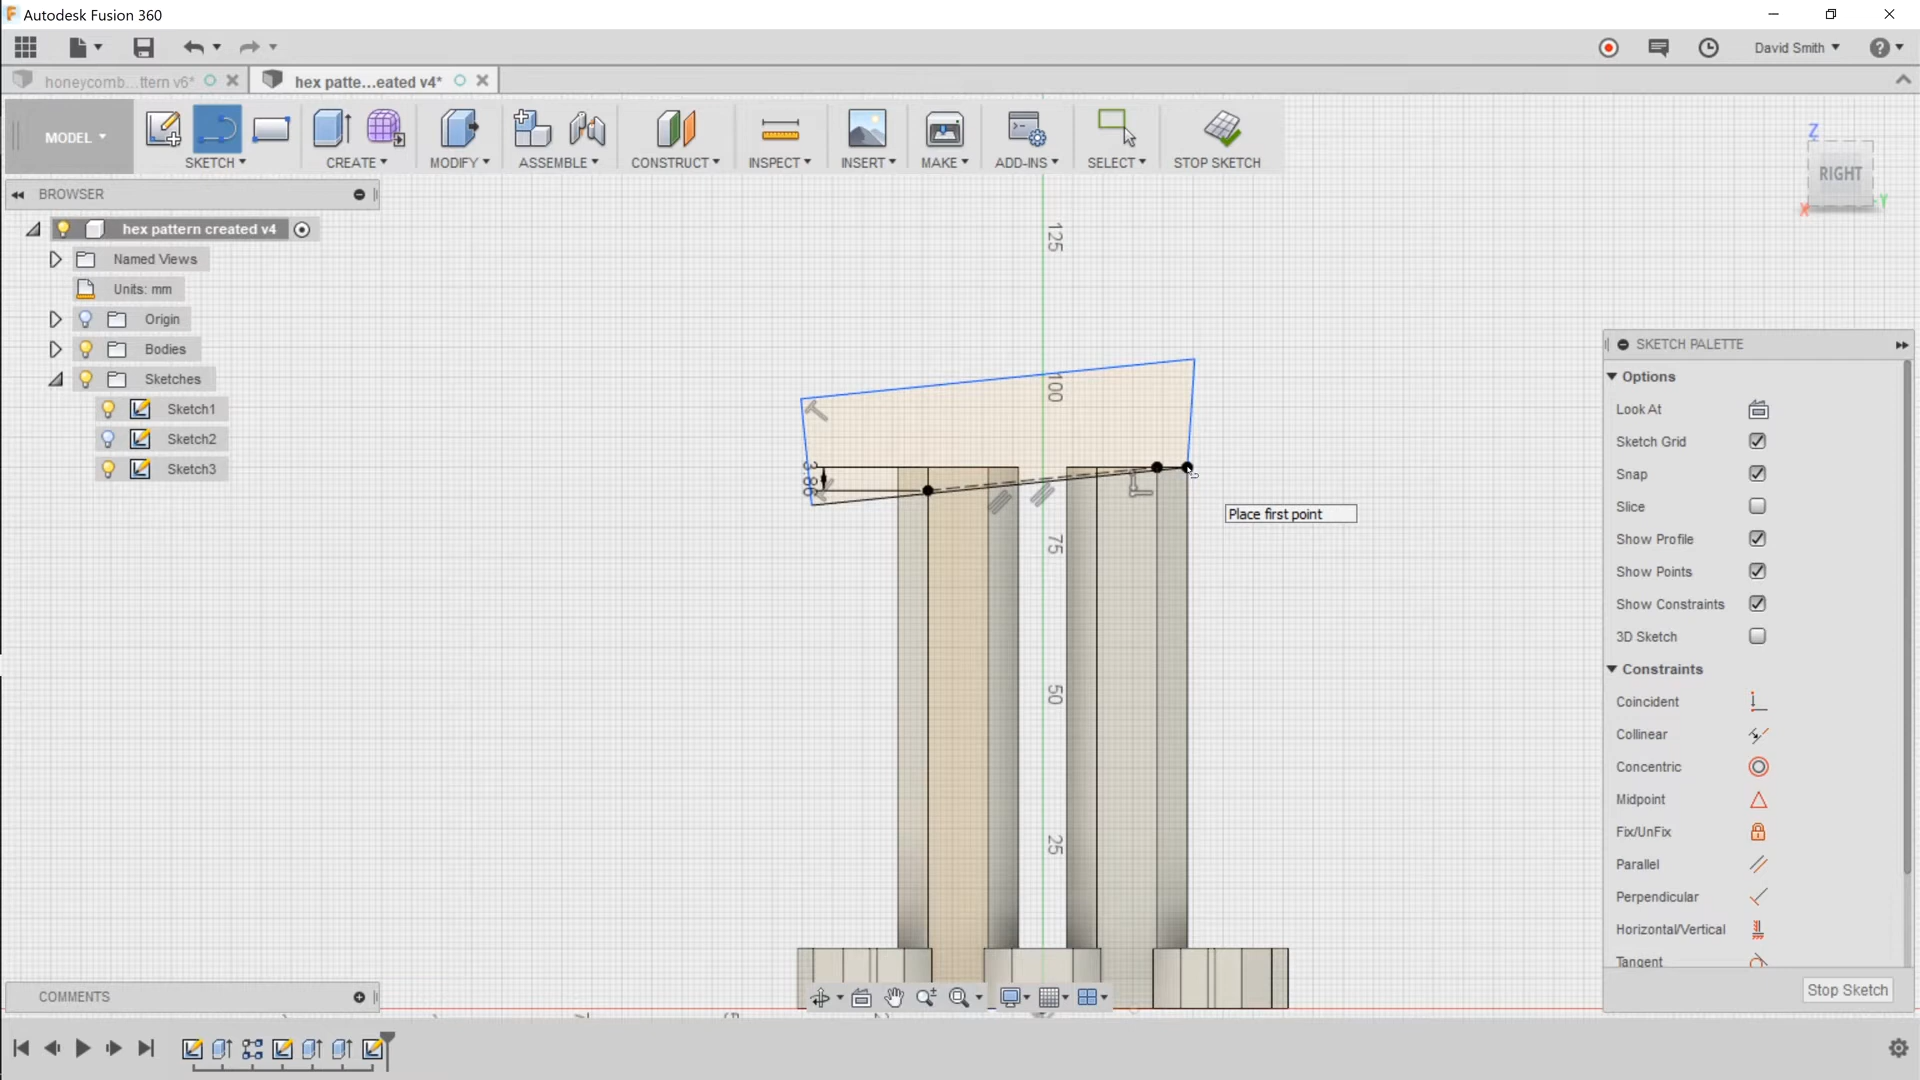 Autodesk Fusion 360
David Smith
honeycomb...ttern v6*
hex patte...eated v4*
MODEL
SKETCH
CREATE
MODIFY
ASSEMBLE
CONSTRUCT
INSPECT
INSERT
MAKE
ADD-INS
SELECT
STOP SKETCH
BROWSER
hex pattern created v4
Named Views
Units: mm
Origin
Bodies
Sketches
Sketch1
Sketch2
Sketch3
Z
RIGHT
X
Y
125
100
75
50
25
3.86
Place first point
SKETCH PALETTE
Options
Look At
Sketch Grid
Snap
Slice
Show Profile
Show Points
Show Constraints
3D Sketch
Constraints
Coincident
Collinear
Concentric
Midpoint
Fix/UnFix
Parallel
Perpendicular
Horizontal/Vertical
Tangent
Stop Sketch
COMMENTS